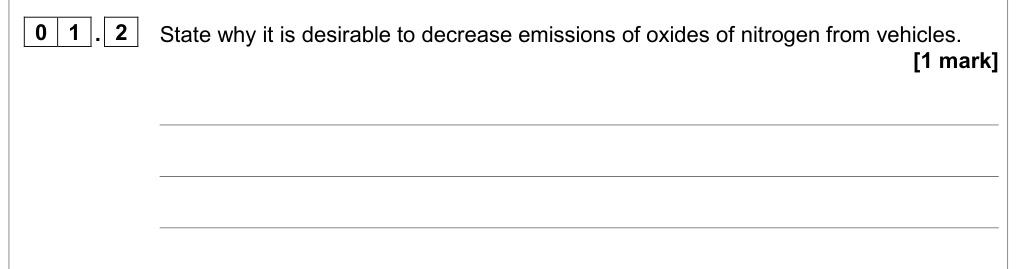 0 1 . 2 State why it is desirable to decrease emissions of oxides of nitrogen from vehicles.
[1 mark]